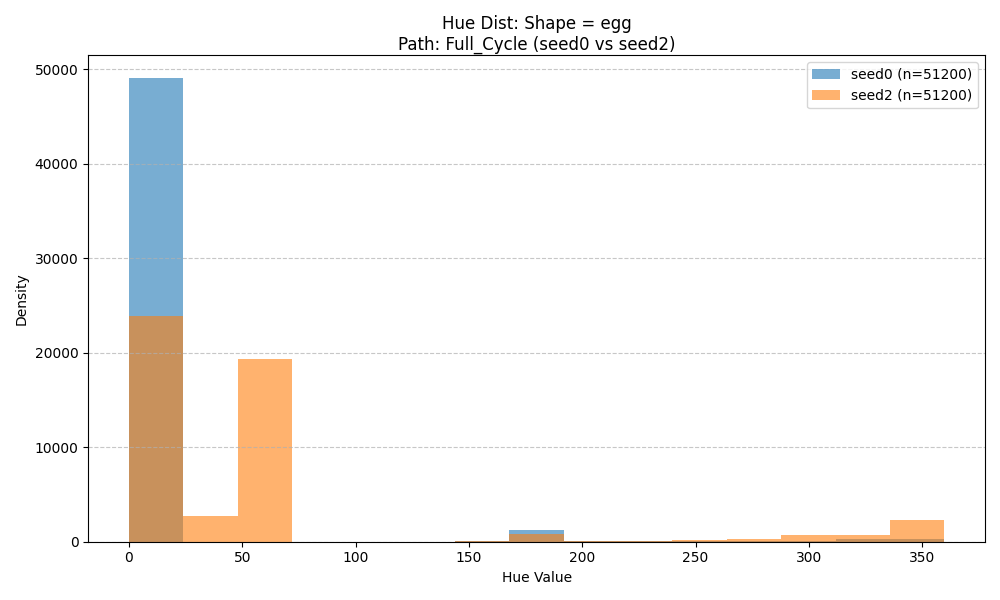 Hue Dist: Shape = egg
Path: Full_Cycle (seed0 vs seed2)
seed0 (n=51200)
seed2 (n=51200)
50000
40000
30000
20000
10000
0
Density
0 50 100 150 200 250 300 350
Hue Value